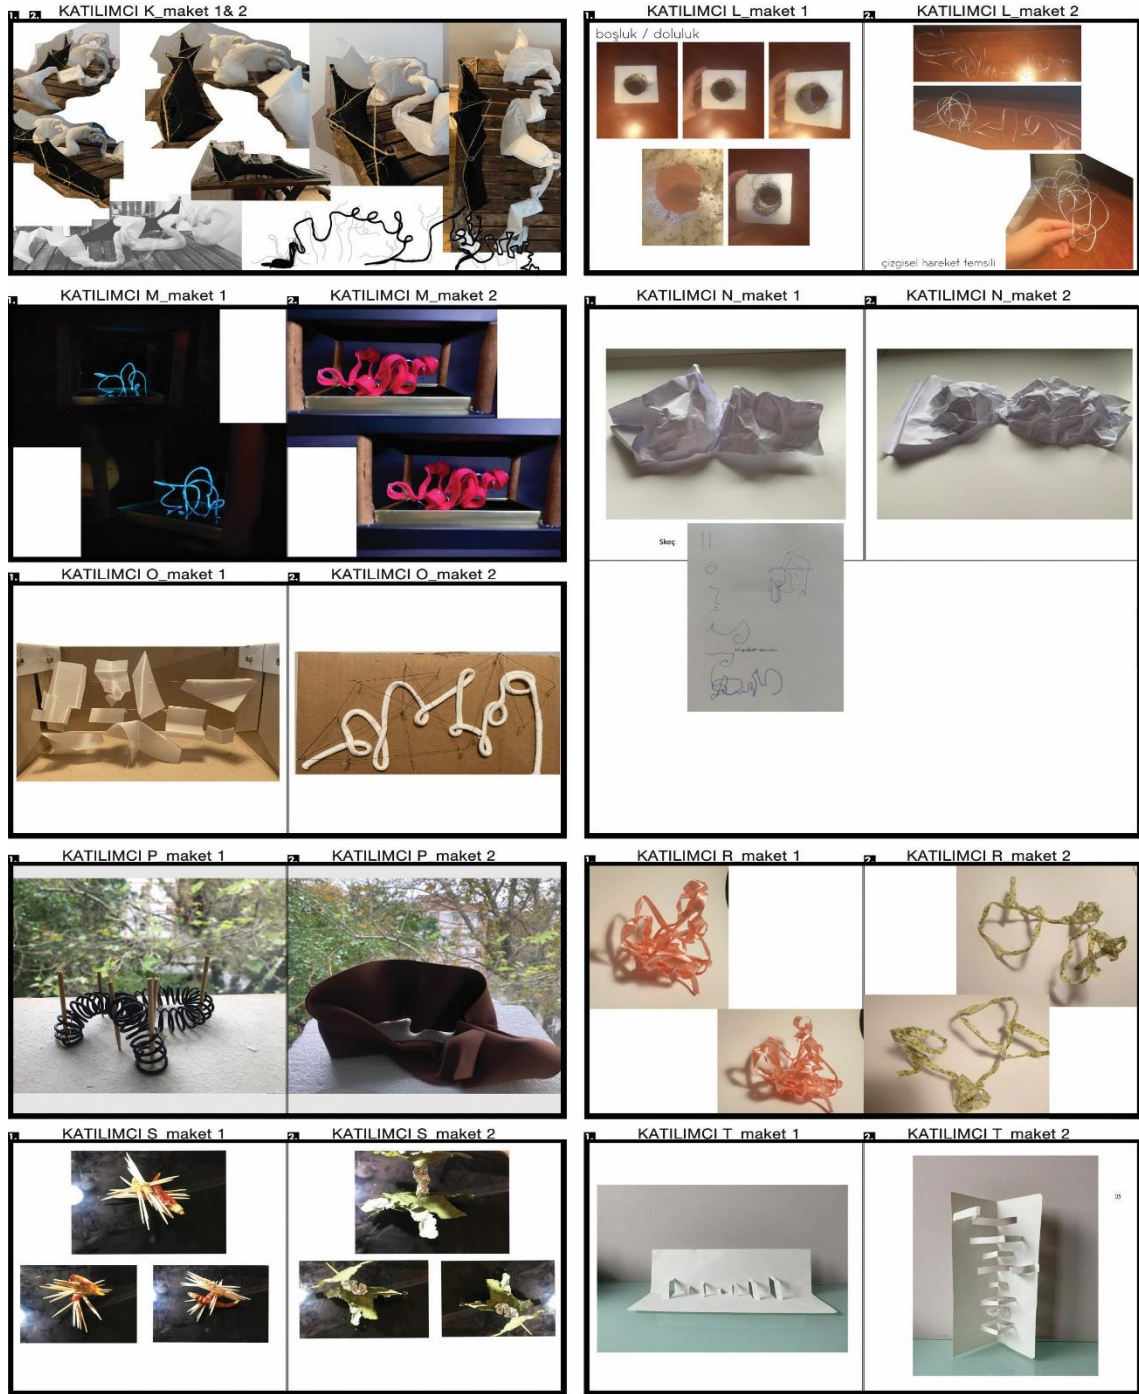 1. 2. KATILIMCI K_maket 1& 2
1. KATILIMCI L_maket 1
2. KATILIMCI L_maket 2
boşluk / doluluk
çizgisel hareket temsili
1. KATILIMCI M_maket 1
2. KATILIMCI M_maket 2
1. KATILIMCI N_maket 1
2. KATILIMCI N_maket 2
Skeç
1. KATILIMCI O_maket 1
2. KATILIMCI O_maket 2
1. KATILIMCI P_maket 1
2. KATILIMCI P_maket 2
1. KATILIMCI R_maket 1
2. KATILIMCI R_maket 2
1. KATILIMCI S_maket 1
2. KATILIMCI S_maket 2
1. KATILIMCI T_maket 1
2. KATILIMCI T_maket 2
05